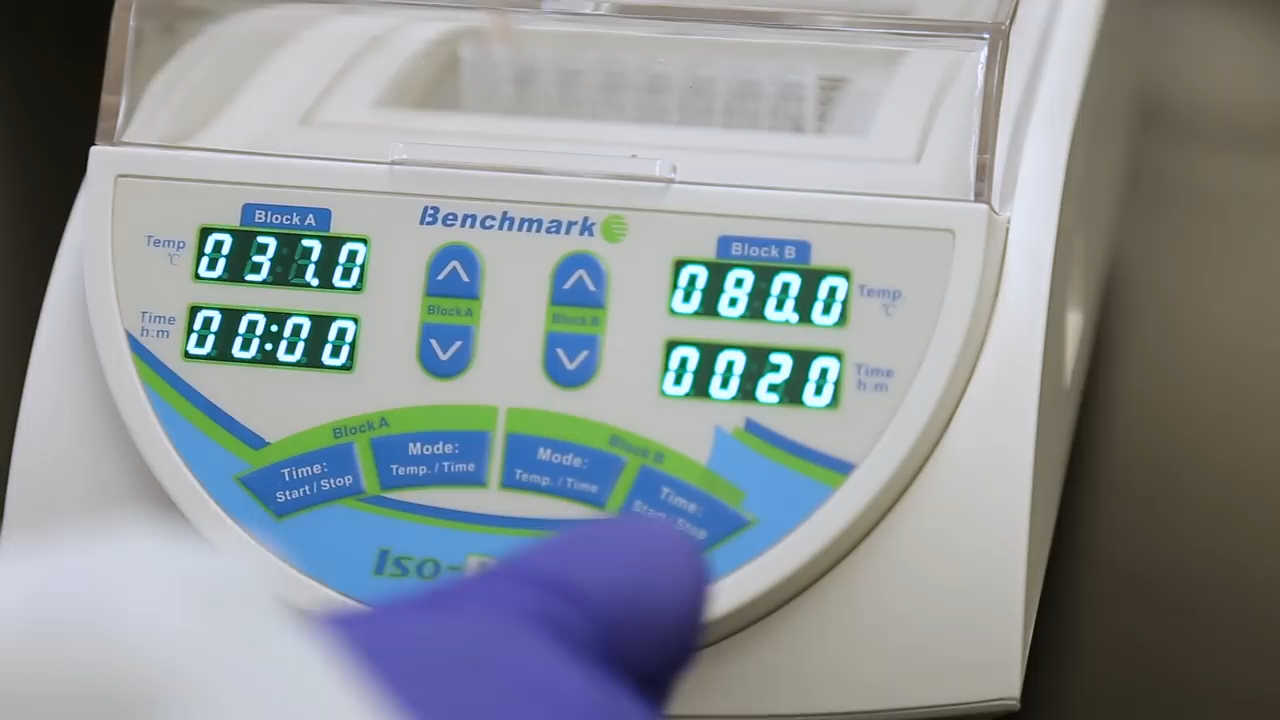 Block A
Benchmark
Block B
Temp
℃
037.0
080.0
Temp.
℃
Time
h:m
00:00
Block A
Block B
0020
Time
h:m
Block A
Block B
Time:
Start / Stop
Mode:
Temp. / Time
Mode:
Temp. / Time
Time:
Start / Stop
Iso-